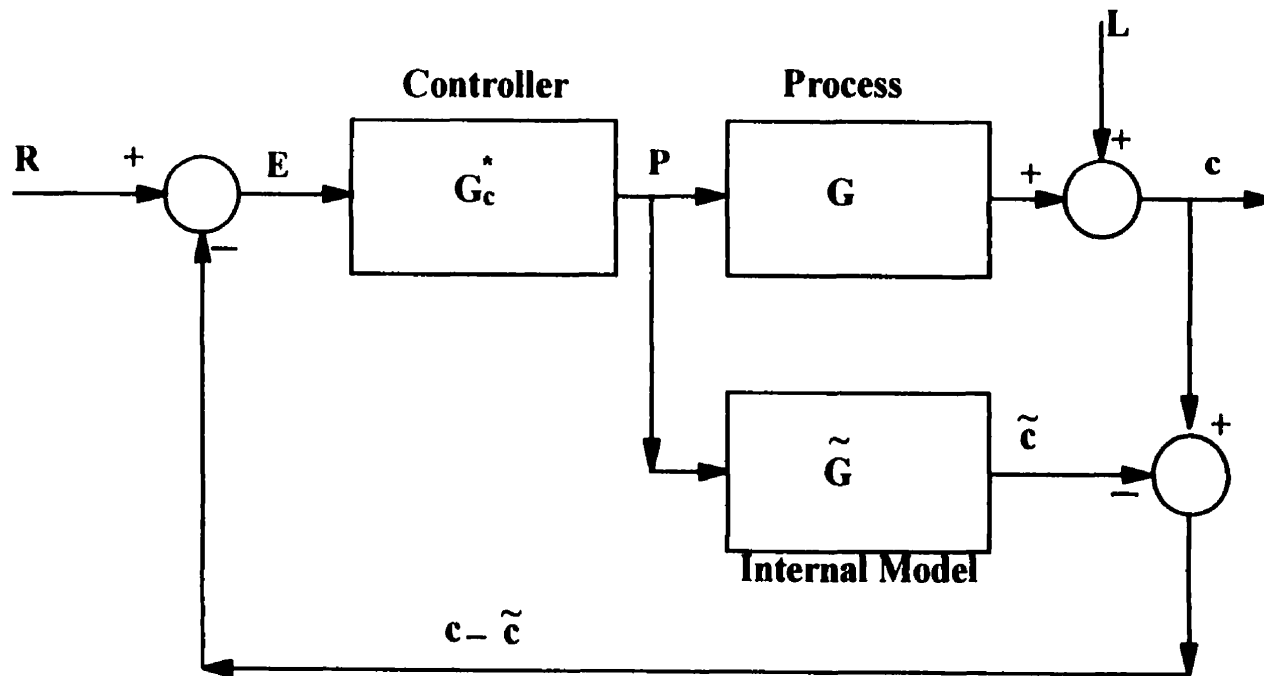 L
Controller
Process
R
+
E
G*c
P
G
+
+
c
−
G̃
c̃
+
−
Internal Model
c − c̃